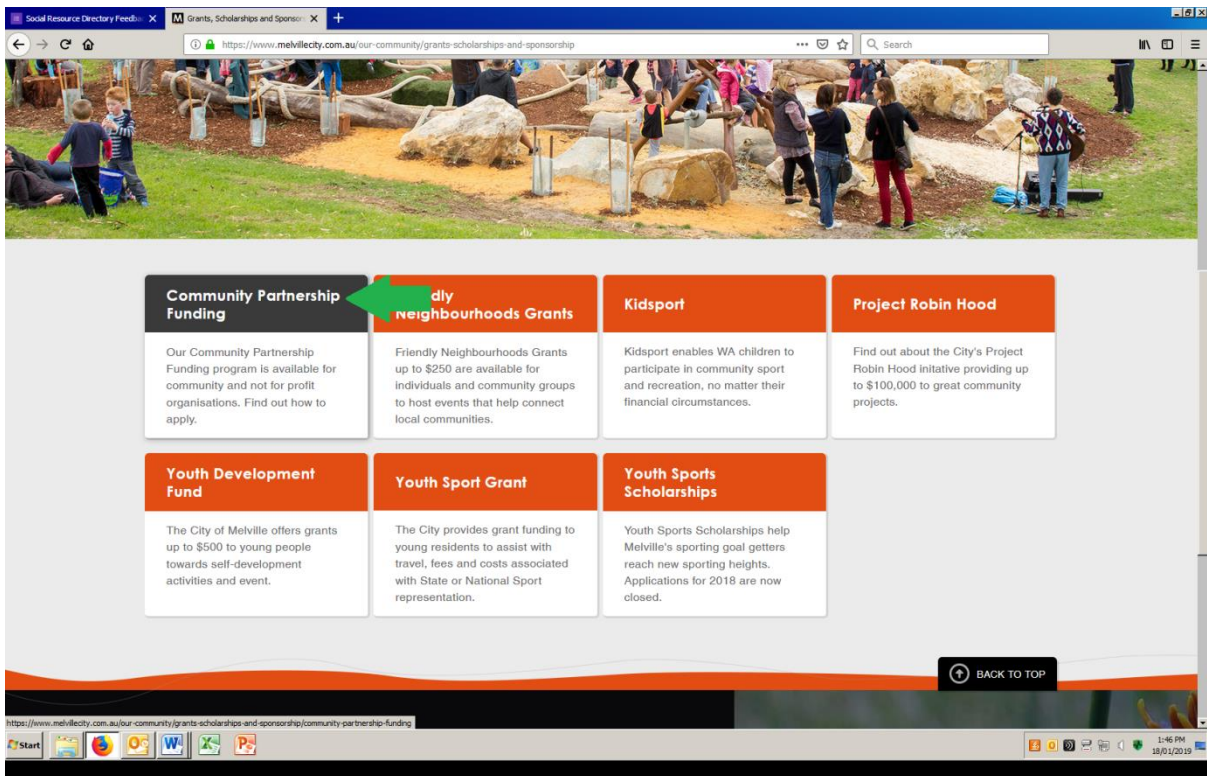 Social Resource Directory Feedba
Grants, Scholarships and Sponsor
https://www.melvillecity.com.au/our-community/grants-scholarships-and-sponsorship
Search
Community Partnership
Funding
Our Community Partnership
Funding program is available for
community and not for profit
organisations. Find out how to
apply.
dly
Neighbourhoods Grants
Friendly Neighbourhoods Grants
up to $250 are available for
individuals and community groups
to host events that help connect
local communities.
Kidsport
Kidsport enables WA children to
participate in community sport
and recreation, no matter their
financial circumstances.
Project Robin Hood
Find out about the City's Project
Robin Hood initative providing up
to $100,000 to great community
projects.
Youth Development
Fund
The City of Melville offers grants
up to $500 to young people
towards self-development
activities and event.
Youth Sport Grant
The City provides grant funding to
young residents to assist with
travel, fees and costs associated
with State or National Sport
representation.
Youth Sports
Scholarships
Youth Sports Scholarships help
Melville's sporting goal getters
reach new sporting heights.
Applications for 2018 are now
closed.
BACK TO TOP
https://www.melvillecity.com.au/our-community/grants-scholarships-and-sponsorship/community-partnership-funding
Start
1:46 PM
18/01/2019